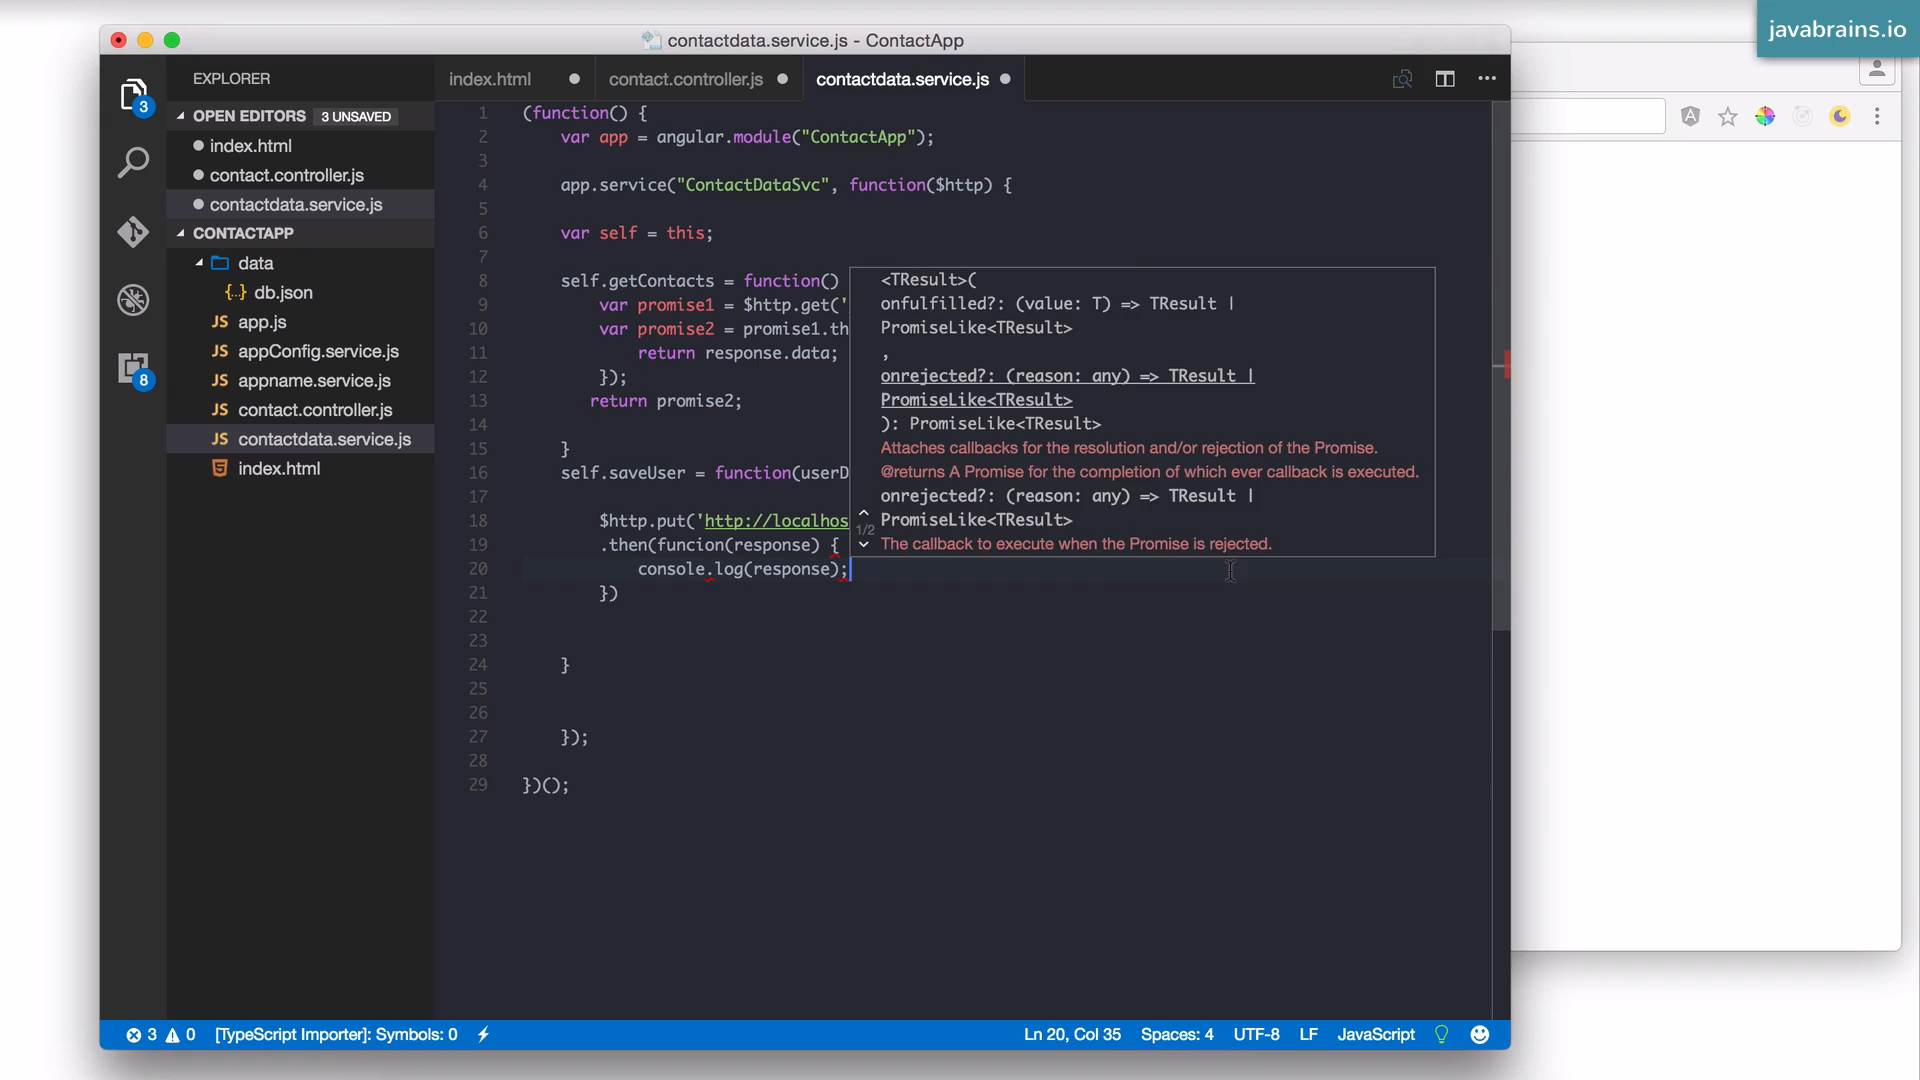 javabrains.io
contactdata.service.js - ContactApp
EXPLORER
OPEN EDITORS 3 UNSAVED
index.html
contact.controller.js
contactdata.service.js
CONTACTAPP
data
{..} db.json
JS app.js
JS appConfig.service.js
JS appname.service.js
JS contact.controller.js
JS contactdata.service.js
index.html
3
8
index.html contact.controller.js contactdata.service.js
1 (function() {
2 var app = angular.module("ContactApp");
3
4 app.service("ContactDataSvc", function($http) {
5
6 var self = this;
7
8 self.getContacts = function()
9 var promise1 = $http.get('
10 var promise2 = promise1.th
11 return response.data;
12 });
13 return promise2;
14
15 }
16 self.saveUser = function(userD
17
18 $http.put('http://localhos
19 .then(funcion(response) {
20 console.log(response);
21 })
22
23
24 }
25
26
27 });
28
29 })();
<TResult>(
onfulfilled?: (value: T) => TResult |
PromiseLike<TResult>
,
onrejected?: (reason: any) => TResult |
PromiseLike<TResult>
): PromiseLike<TResult>
Attaches callbacks for the resolution and/or rejection of the Promise.
@returns A Promise for the completion of which ever callback is executed.
onrejected?: (reason: any) => TResult |
PromiseLike<TResult>
1/2
The callback to execute when the Promise is rejected.
3 0 [TypeScript Importer]: Symbols: 0 Ln 20, Col 35 Spaces: 4 UTF-8 LF JavaScript